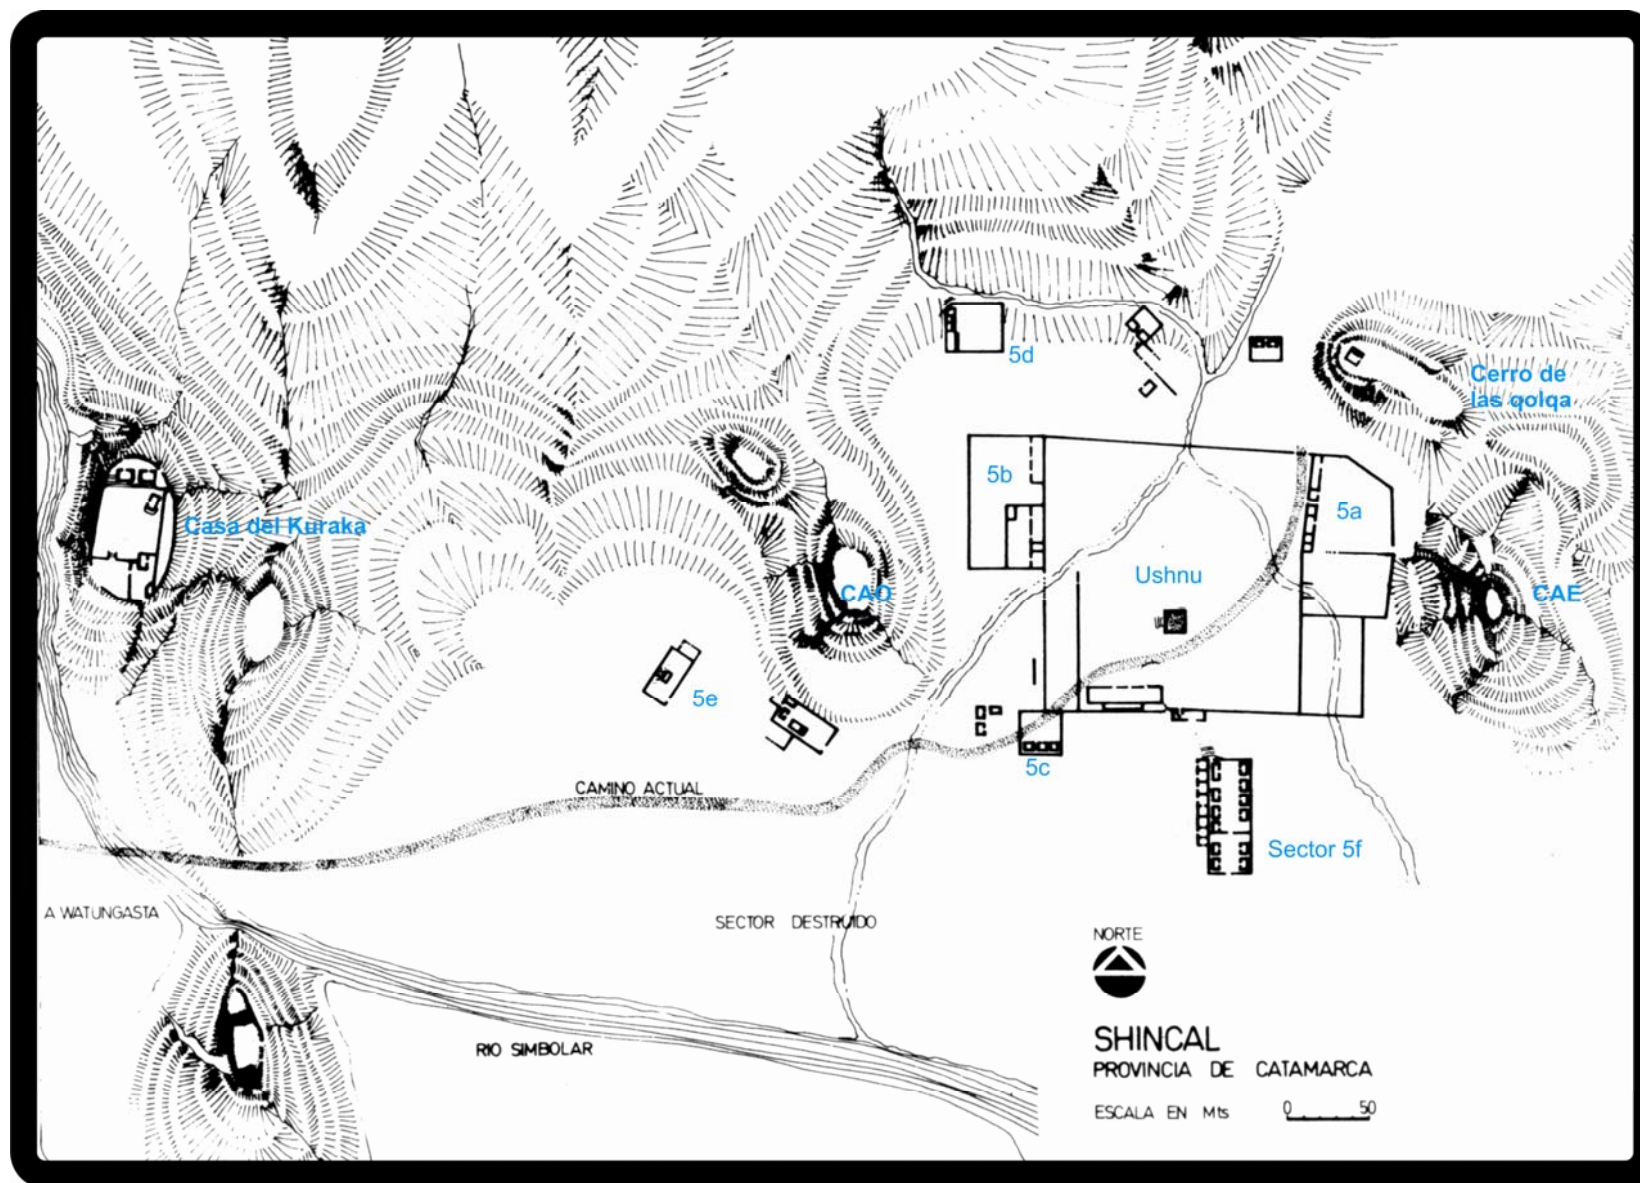 5d
Cerro de
las qolqa
5b
5a
Casa del Kuraka
Ushnu
CAO
CAE
5e
5c
CAMINO ACTUAL
Sector 5f
A WATUNGASTA
SECTOR DESTRUIDO
NORTE
RIO SIMBOLAR
SHINCAL
PROVINCIA DE CATAMARCA
ESCALA EN Mts
0 50